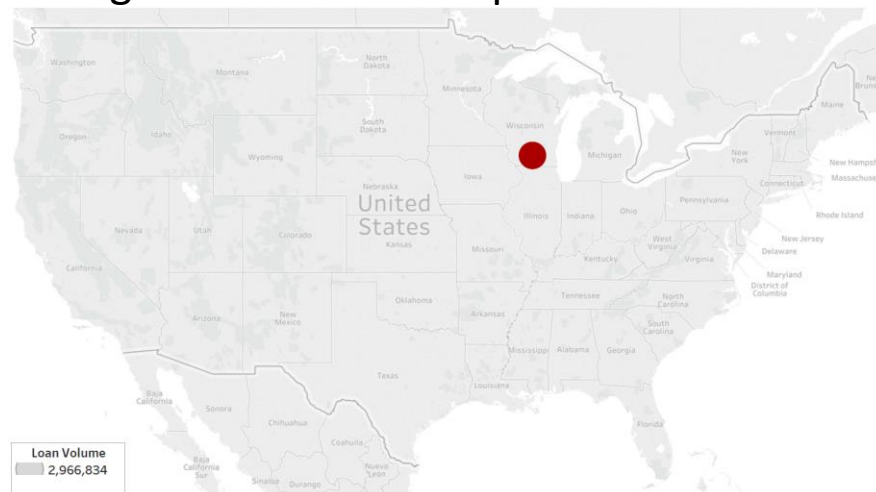 Washington
Montana
North
Dakota
Minnesota
Oregon
Idaho
Wyoming
South
Dakota
Wisconsin
Michigan
Vermont
Maine
New
York
New Hampsh
Massachuse
Connecticut
Rhode Island
Nebraska
Iowa
Illinois
Indiana
Ohio
Pennsylvania
New Jersey
Delaware
Maryland
District of
Columbia
United
States
Nevada
Utah
Colorado
Kansas
Missouri
Kentucky
West
Virginia
Virginia
California
Arizona
New
Mexico
Oklahoma
Arkansas
Tennessee
North
Carolina
South
Carolina
Mississippi
Alabama
Georgia
Texas
Louisiana
Florida
Baja
California
Sonora
Chihuahua
Coahuila
Baja
California
Sur
Sinaloa
Durango
Nuevo
León
Loan Volume
2,966,834